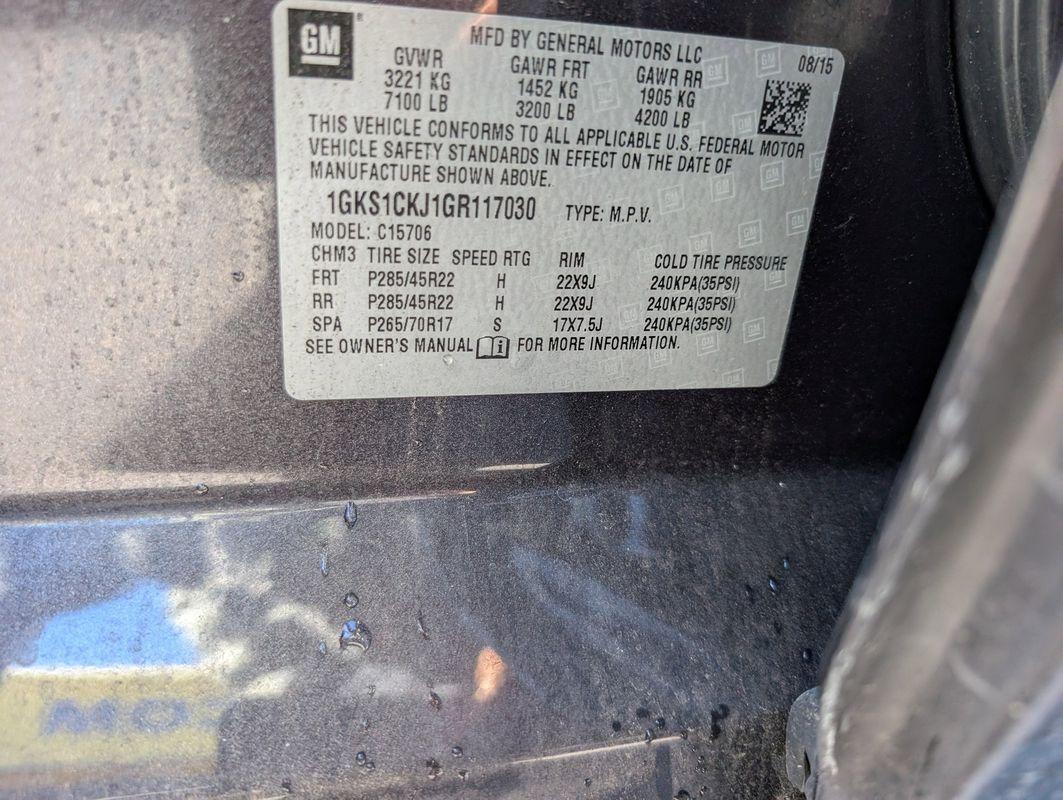 GM
MFD BY GENERAL MOTORS LLC
08/15
GVWR GAWR FRT GAWR RR
3221 KG 1452 KG 1905 KG
7100 LB 3200 LB 4200 LB
THIS VEHICLE CONFORMS TO ALL APPLICABLE U.S. FEDERAL MOTOR
VEHICLE SAFETY STANDARDS IN EFFECT ON THE DATE OF
MANUFACTURE SHOWN ABOVE.
1GKS1CKJ1GR117030 TYPE: M.P.V.
MODEL: C15706
CHM3 TIRE SIZE SPEED RTG RIM COLD TIRE PRESSURE
FRT P285/45R22 H 22X9J 240KPA(35PSI)
RR P285/45R22 H 22X9J 240KPA(35PSI)
SPA P265/70R17 S 17X7.5J 240KPA(35PSI)
SEE OWNER'S MANUAL i FOR MORE INFORMATION.